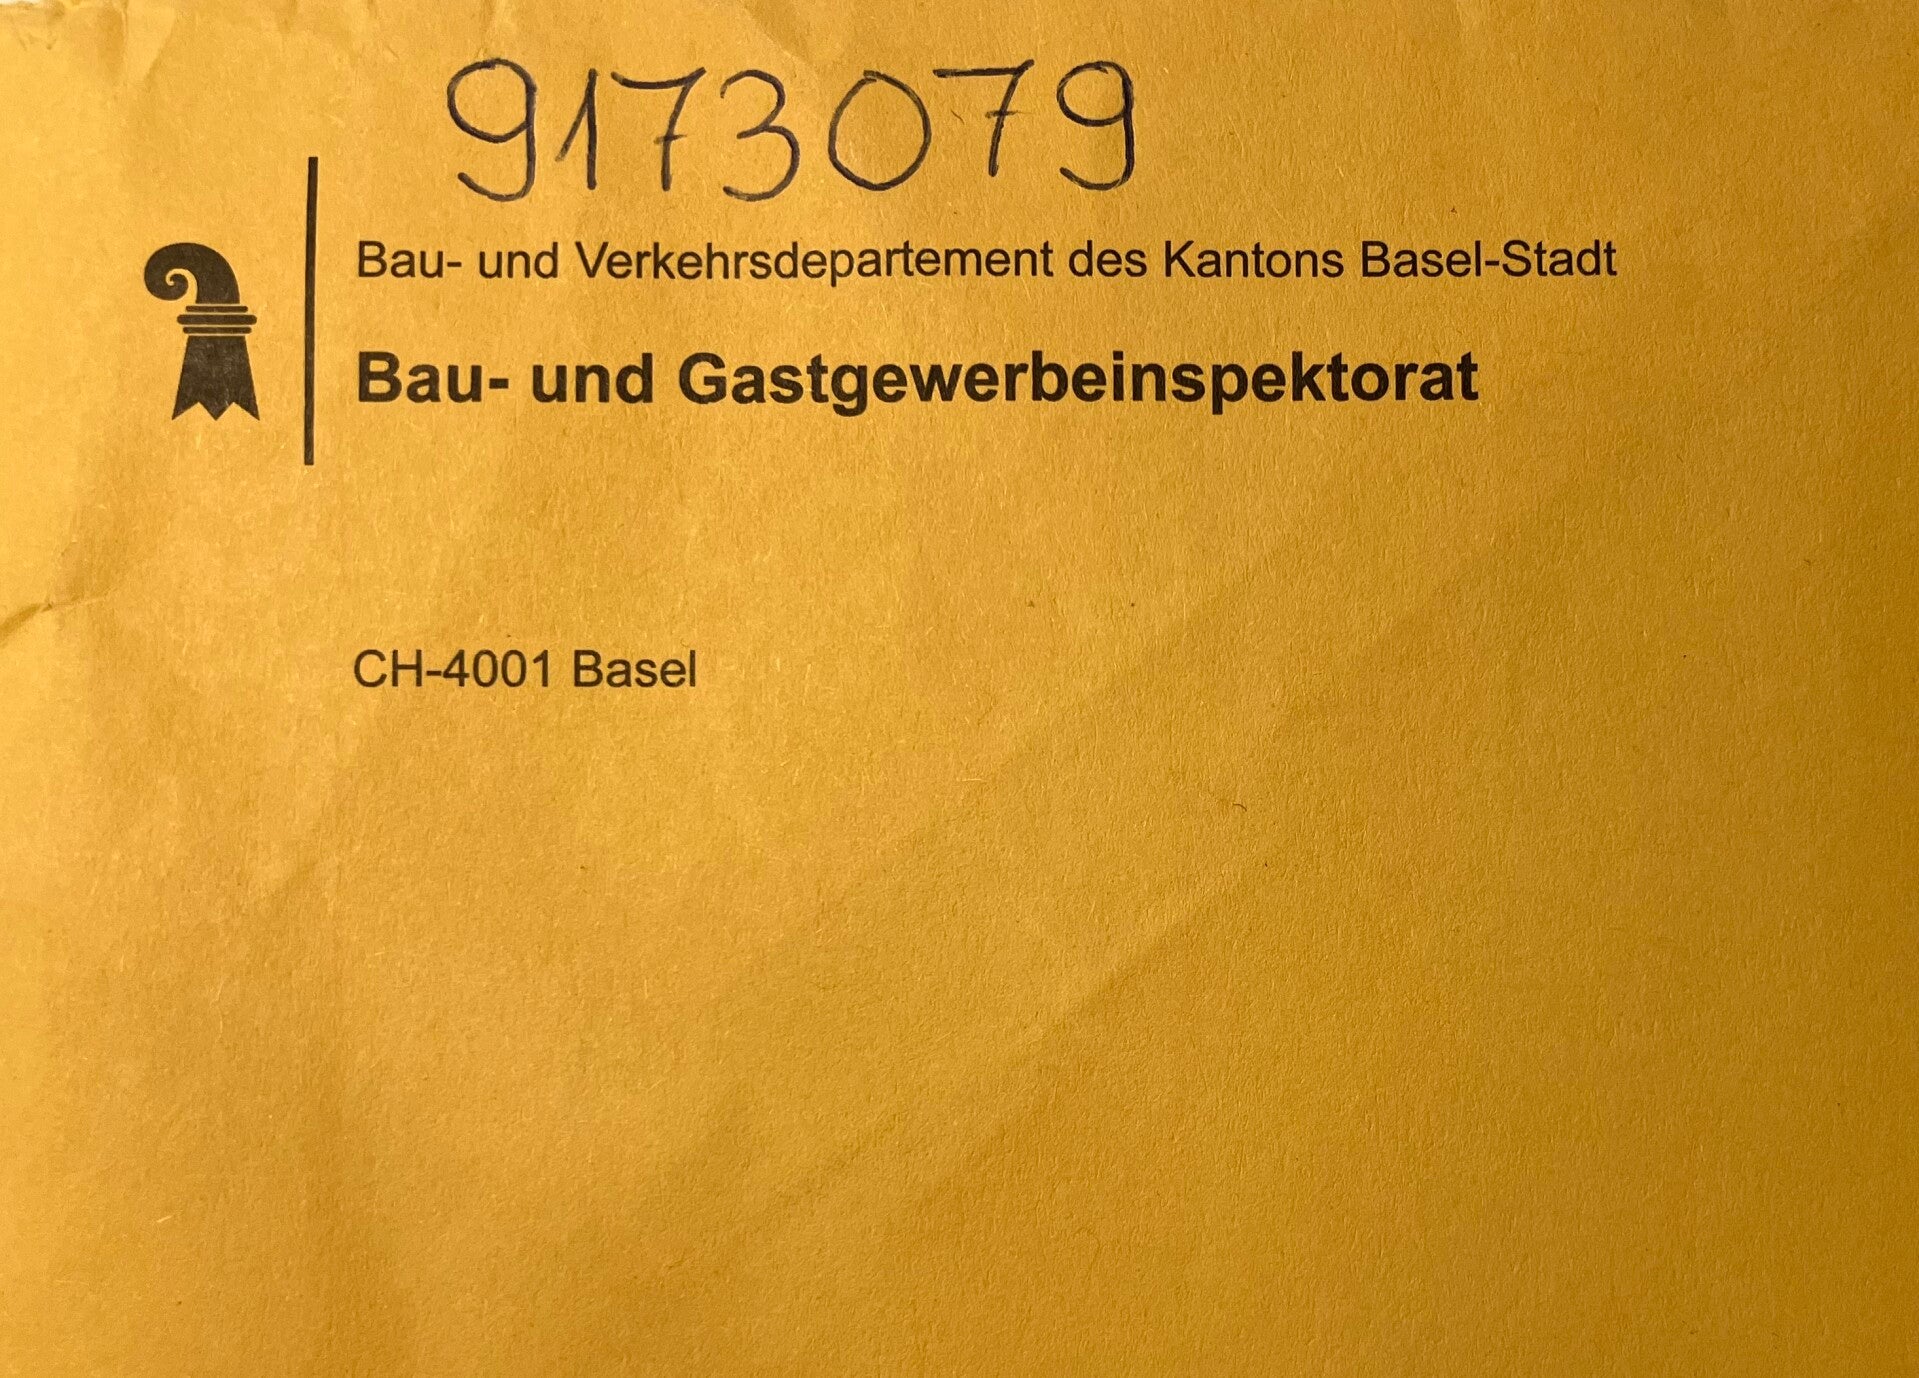 9173079
Bau- und Verkehrsdepartement des Kantons Basel-Stadt
Bau- und Gastgewerbeinspektorat
CH-4001 Basel